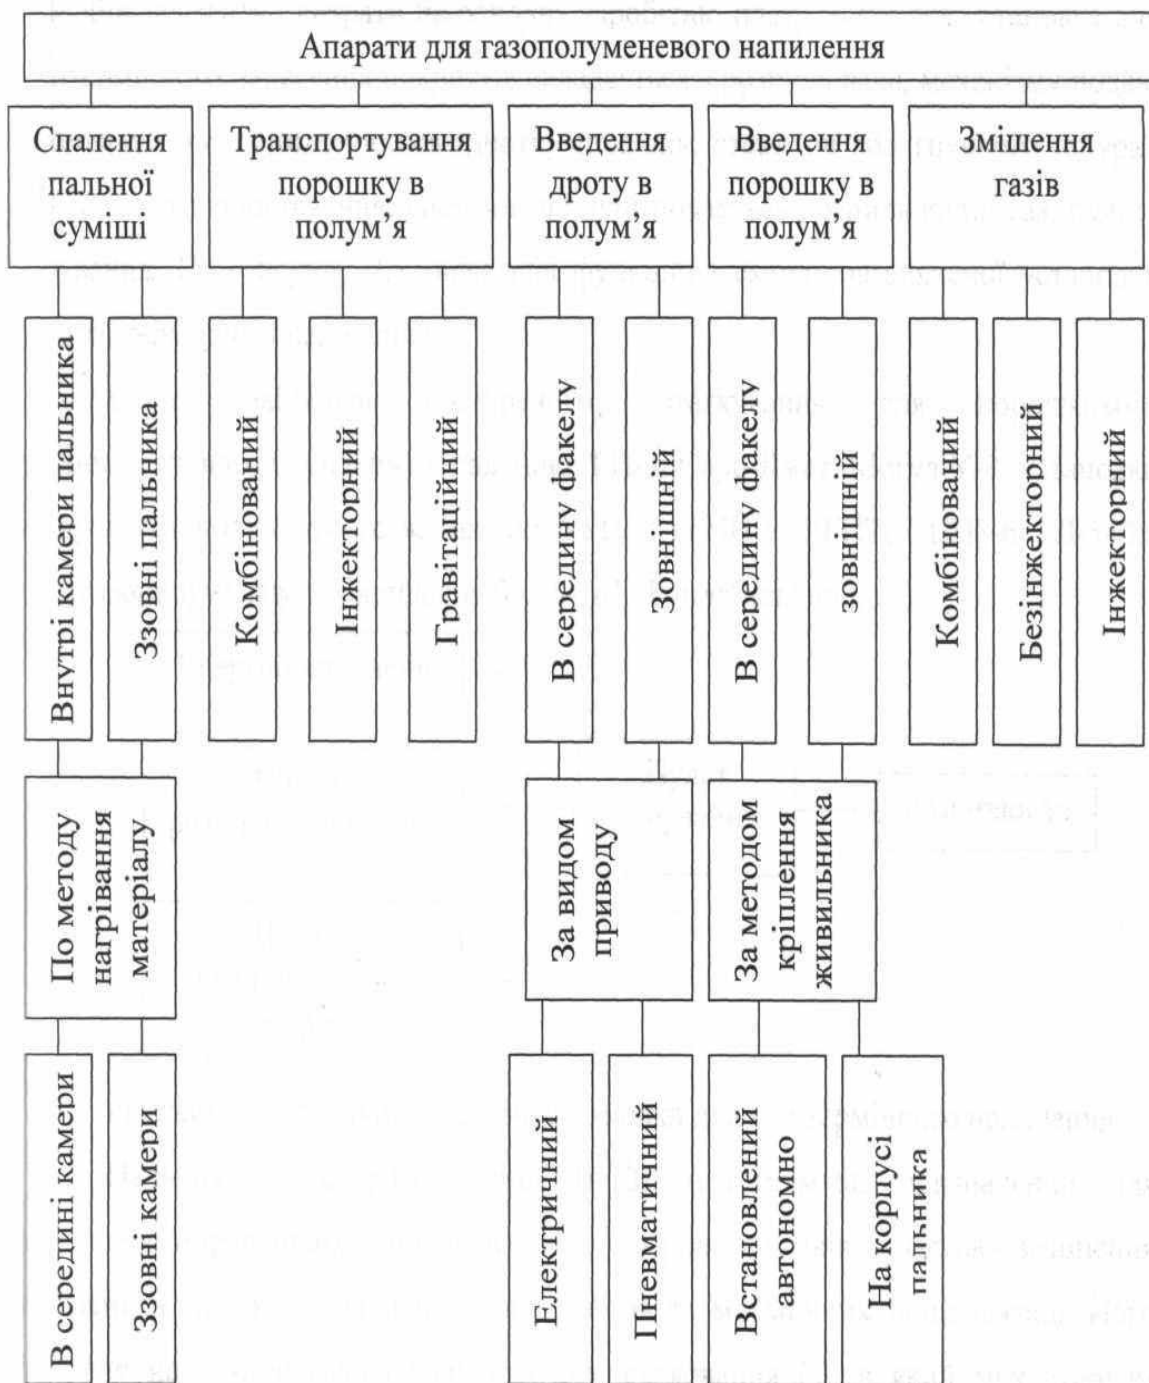 Апарати для газополуменевого напилення
Спалення
пальної
суміші
Транспортування
порошку в
полум’я
Введення
дроту в
полум’я
Введення
порошку в
полум’я
Зміщення
газів
Внутрі камери пальника
Ззовні пальника
Комбінований
Інжекторний
Гравітаційний
В середину факелу
Зовнішній
В середину факелу
зовнішній
Комбінований
Безінжекторний
Інжекторний
По методу
нагрівання
матеріалу
За видом
приводу
За методом
кріплення
живильника
В середині камери
Ззовні камери
Електричний
Пневматичний
Встановлений
автономно
На корпусі
пальника